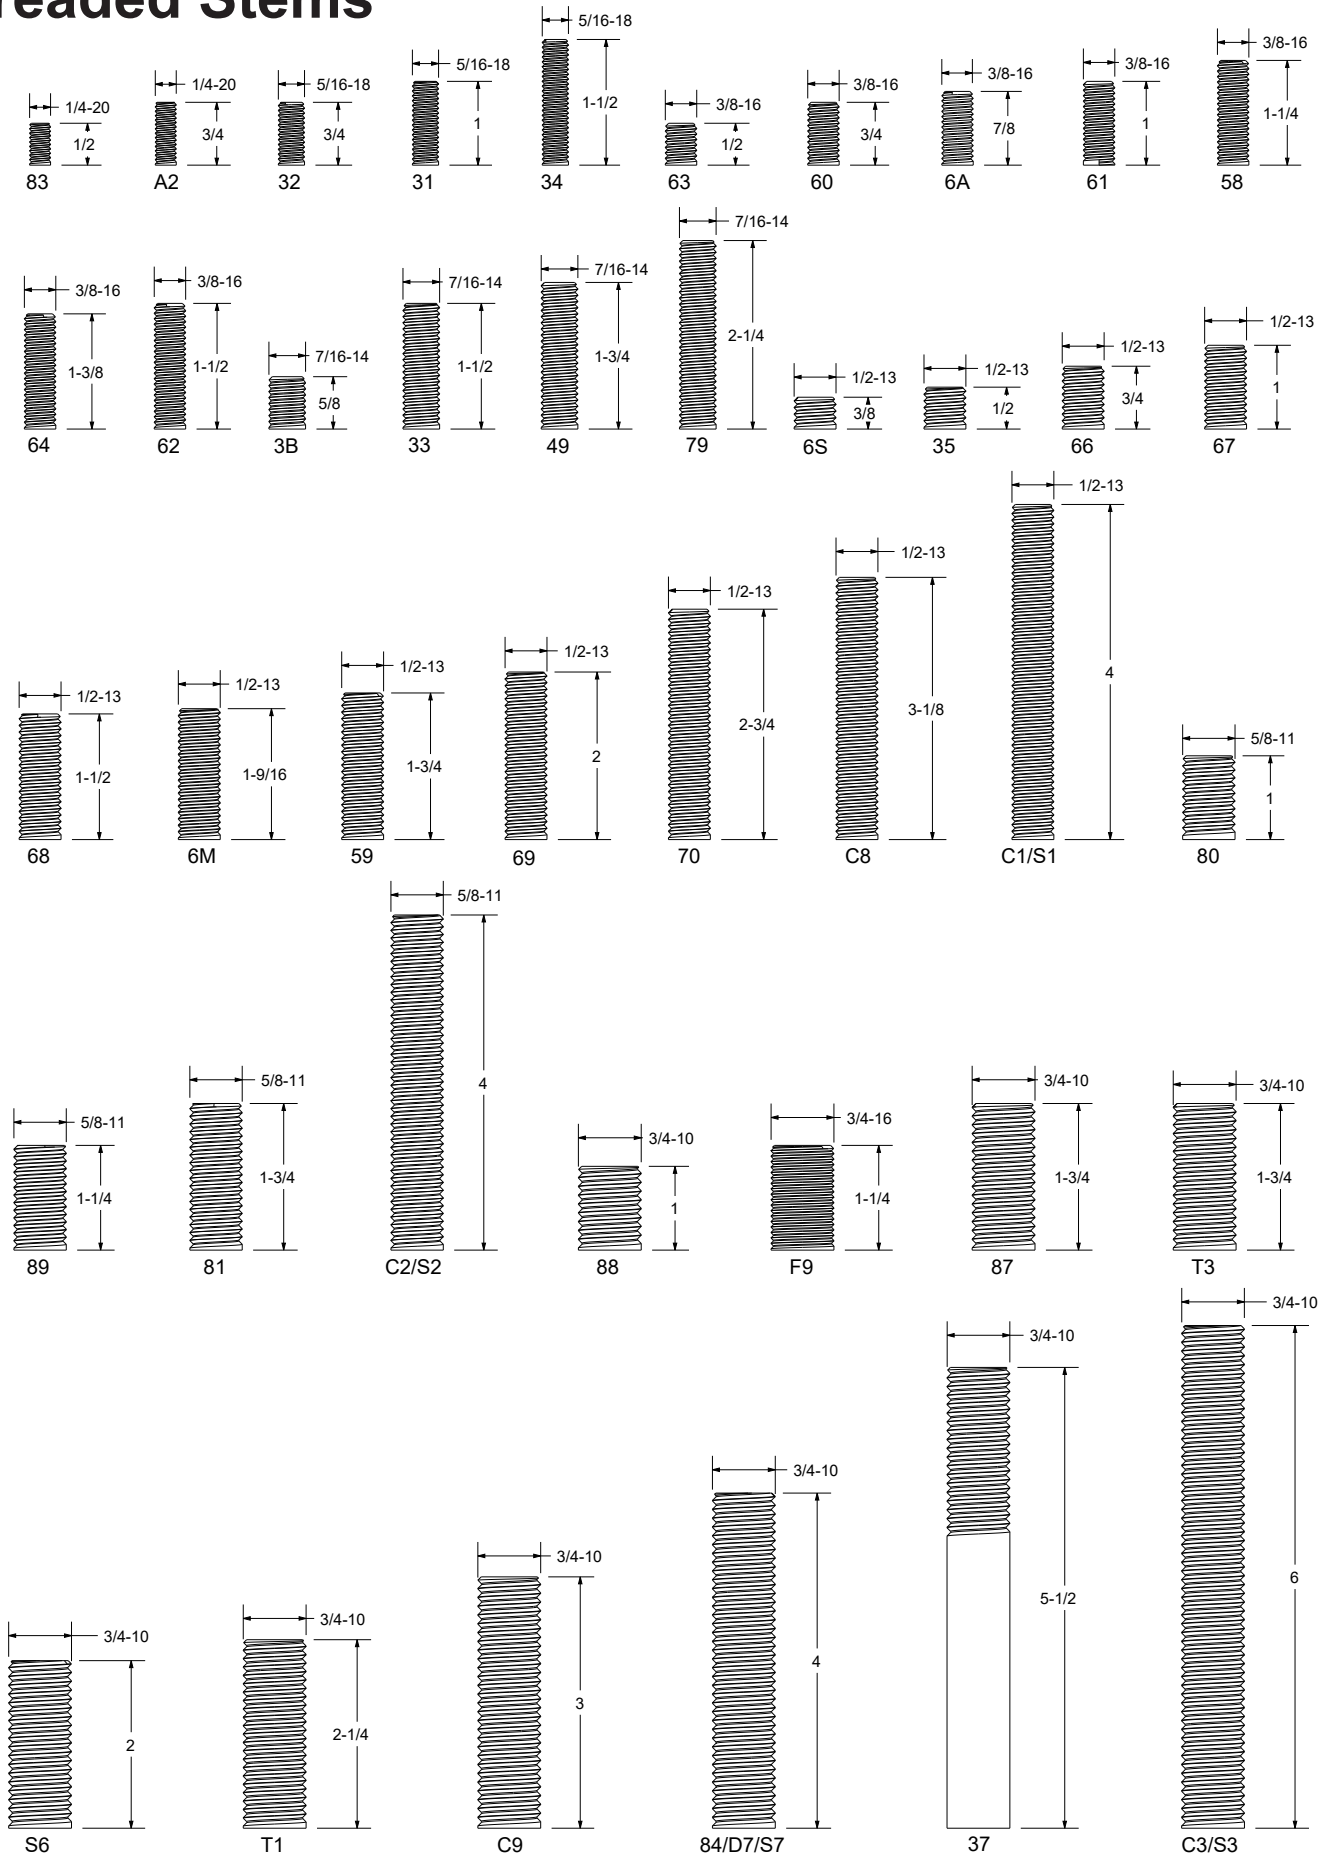 readed Stems
1/4-20 1/2 83
1/4-20 3/4 A2
5/16-18 3/4 32
5/16-18 1 31
5/16-18 1-1/2 34
3/8-16 1/2 63
3/8-16 3/4 60
3/8-16 7/8 6A
3/8-16 1 61
3/8-16 1-1/4 58
3/8-16 1-3/8 64
3/8-16 1-1/2 62
7/16-14 5/8 3B
7/16-14 1-1/2 33
7/16-14 1-3/4 49
7/16-14 2-1/4 79
1/2-13 3/8 6S
1/2-13 1/2 35
1/2-13 3/4 66
1/2-13 1 67
1/2-13 1-1/2 68
1/2-13 1-9/16 6M
1/2-13 1-3/4 59
1/2-13 2 69
1/2-13 2-3/4 70
1/2-13 3-1/8 C8
1/2-13 4 C1/S1
5/8-11 1 80
5/8-11 1-1/4 89
5/8-11 1-3/4 81
5/8-11 4 C2/S2
3/4-10 1 88
3/4-16 1-1/4 F9
3/4-10 1-3/4 87
3/4-10 1-3/4 T3
3/4-10 2 S6
3/4-10 2-1/4 T1
3/4-10 3 C9
3/4-10 4 84/D7/S7
3/4-10 5-1/2 37
3/4-10 6 C3/S3